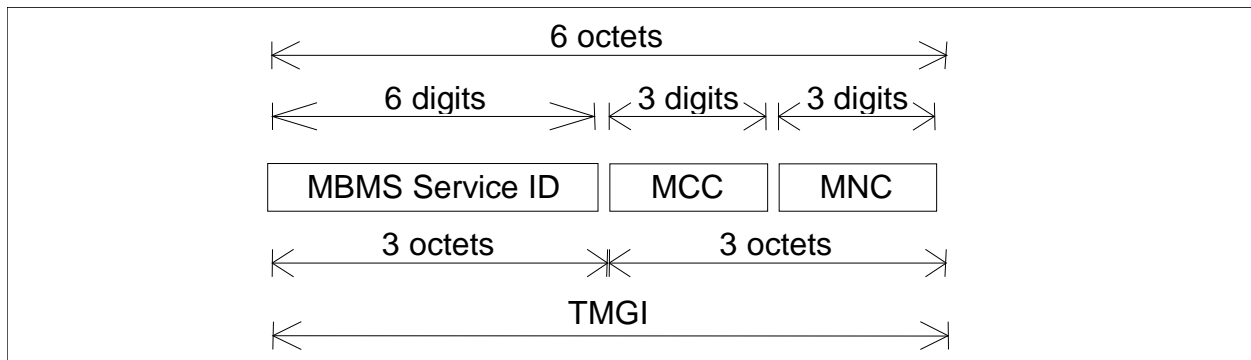 6 octets
6 digits 3 digits 3 digits
MBMS Service ID MCC MNC
3 octets 3 octets
TMGI